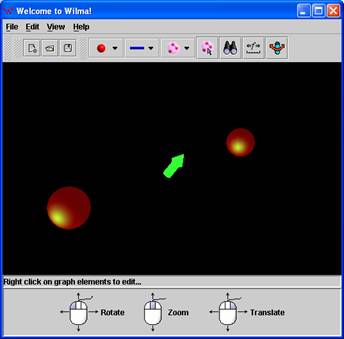 Welcome to Wilma!
File Edit View Help
Right click on graph elements to edit...
Rotate Zoom Translate